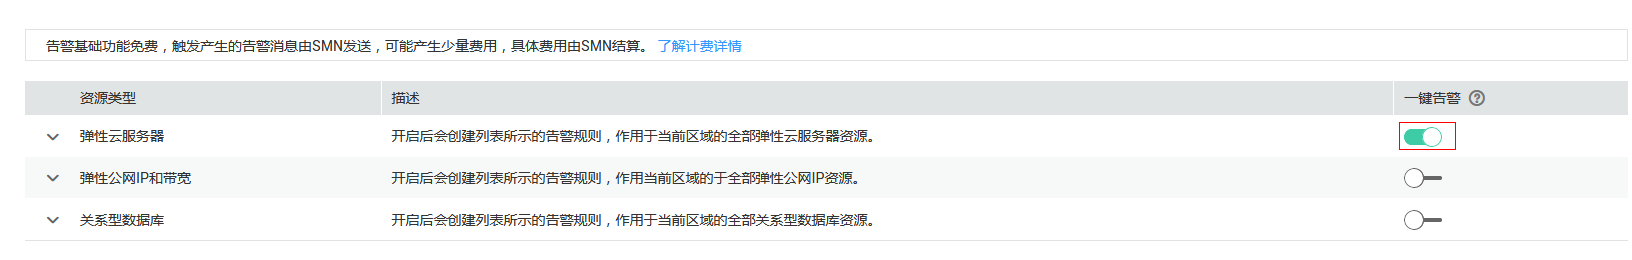 告警基础功能免费，触发产生的告警消息由SMN发送，可能产生少量费用，具体费用由SMN结算。 了解计费详情
资源类型 描述 一键告警 ?
弹性云服务器 开启后会创建列表所示的告警规则，作用于当前区域的全部弹性云服务器资源。
弹性公网IP和带宽 开启后会创建列表所示的告警规则，作用当前区域的于全部弹性公网IP资源。
关系型数据库 开启后会创建列表所示的告警规则，作用于当前区域的全部关系型数据库资源。